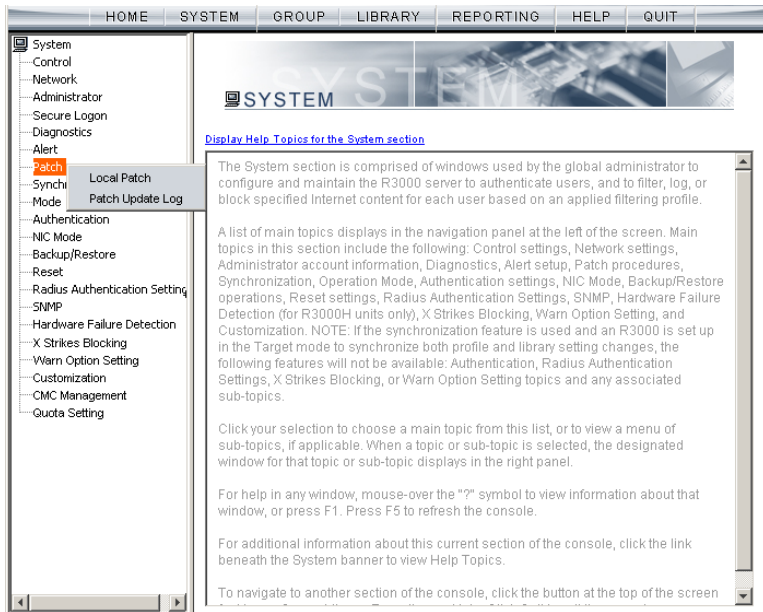 HOME SYSTEM GROUP LIBRARY REPORTING HELP QUIT
System
Control
Network
Administrator
Secure Logon
Diagnostics
Alert
Patch
Local Patch
Patch Update Log
Synchr
Mode
Authentication
NIC Mode
Backup/Restore
Reset
Radius Authentication Setting
SNMP
Hardware Failure Detection
X Strikes Blocking
Warn Option Setting
Customization
CMC Management
Quota Setting
SYSTEM
SYSTEM
Display Help Topics for the System section
The System section is comprised of windows used by the global administrator to
configure and maintain the R3000 server to authenticate users, and to filter, log, or
block specified Internet content for each user based on an applied filtering profile.
A list of main topics displays in the navigation panel at the left of the screen. Main
topics in this section include the following: Control settings, Network settings,
Administrator account information, Diagnostics, Alert setup, Patch procedures,
Synchronization, Operation Mode, Authentication settings, NIC Mode, Backup/Restore
operations, Reset settings, Radius Authentication Settings, SNMP, Hardware Failure
Detection (for R3000H units only), X Strikes Blocking, Warn Option Setting, and
Customization. NOTE: If the synchronization feature is used and an R3000 is set up
in the Target mode to synchronize both profile and library setting changes, the
following features will not be available: Authentication, Radius Authentication
Settings, X Strikes Blocking, or Warn Option Setting topics and any associated
sub-topics.
Click your selection to choose a main topic from this list, or to view a menu of
sub-topics, if applicable. When a topic or sub-topic is selected, the designated
window for that topic or sub-topic displays in the right panel.
For help in any window, mouse-over the "?" symbol to view information about that
window, or press F1. Press F5 to refresh the console.
For additional information about this current section of the console, click the link
beneath the System banner to view Help Topics.
To navigate to another section of the console, click the button at the top of the screen